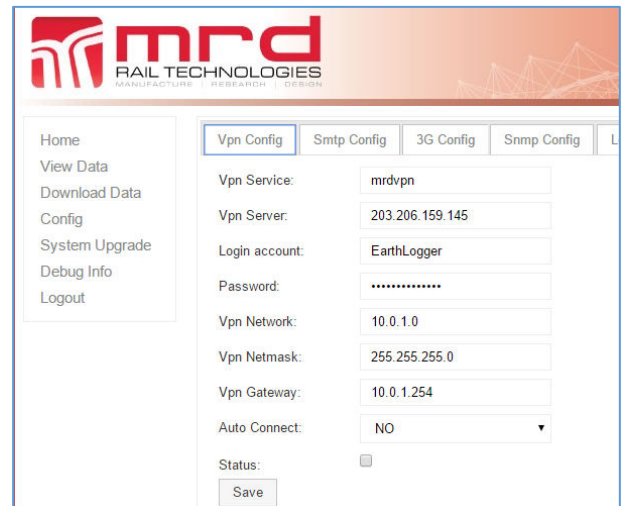 mrd
RAIL TECHNOLOGIES
MANUFACTURE | RESEARCH | DESIGN
Home
View Data
Download Data
Config
System Upgrade
Debug Info
Logout
Vpn Config Smtp Config 3G Config Snmp Config L
Vpn Service: mrdvpn
Vpn Server: 203.206.159.145
Login account: EarthLogger
Password: ••••••••••••••
Vpn Network: 10.0.1.0
Vpn Netmask: 255.255.255.0
Vpn Gateway: 10.0.1.254
Auto Connect: NO
Status:
Save